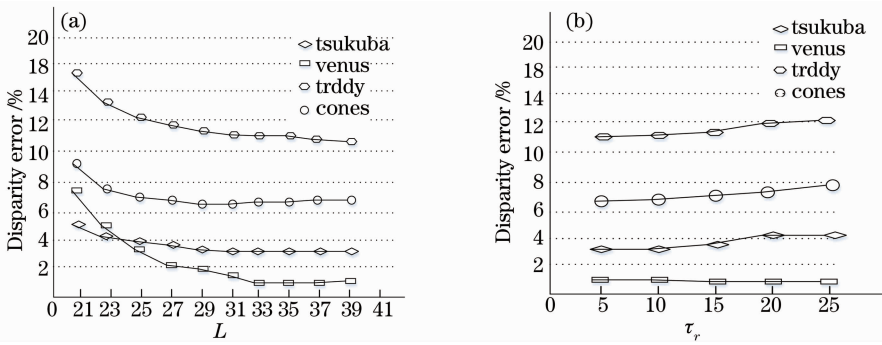 (a)
Disparity error /%
20
18
14
12
10
8
6
4
2
0 21 23 25 27 29 31 33 35 37 39 41
L
tsukuba
venus
trddy
cones
(b)
Disparity error /%
20
18
14
12
10
8
6
4
2
0 5 10 15 20 25
τr
tsukuba
venus
trddy
cones